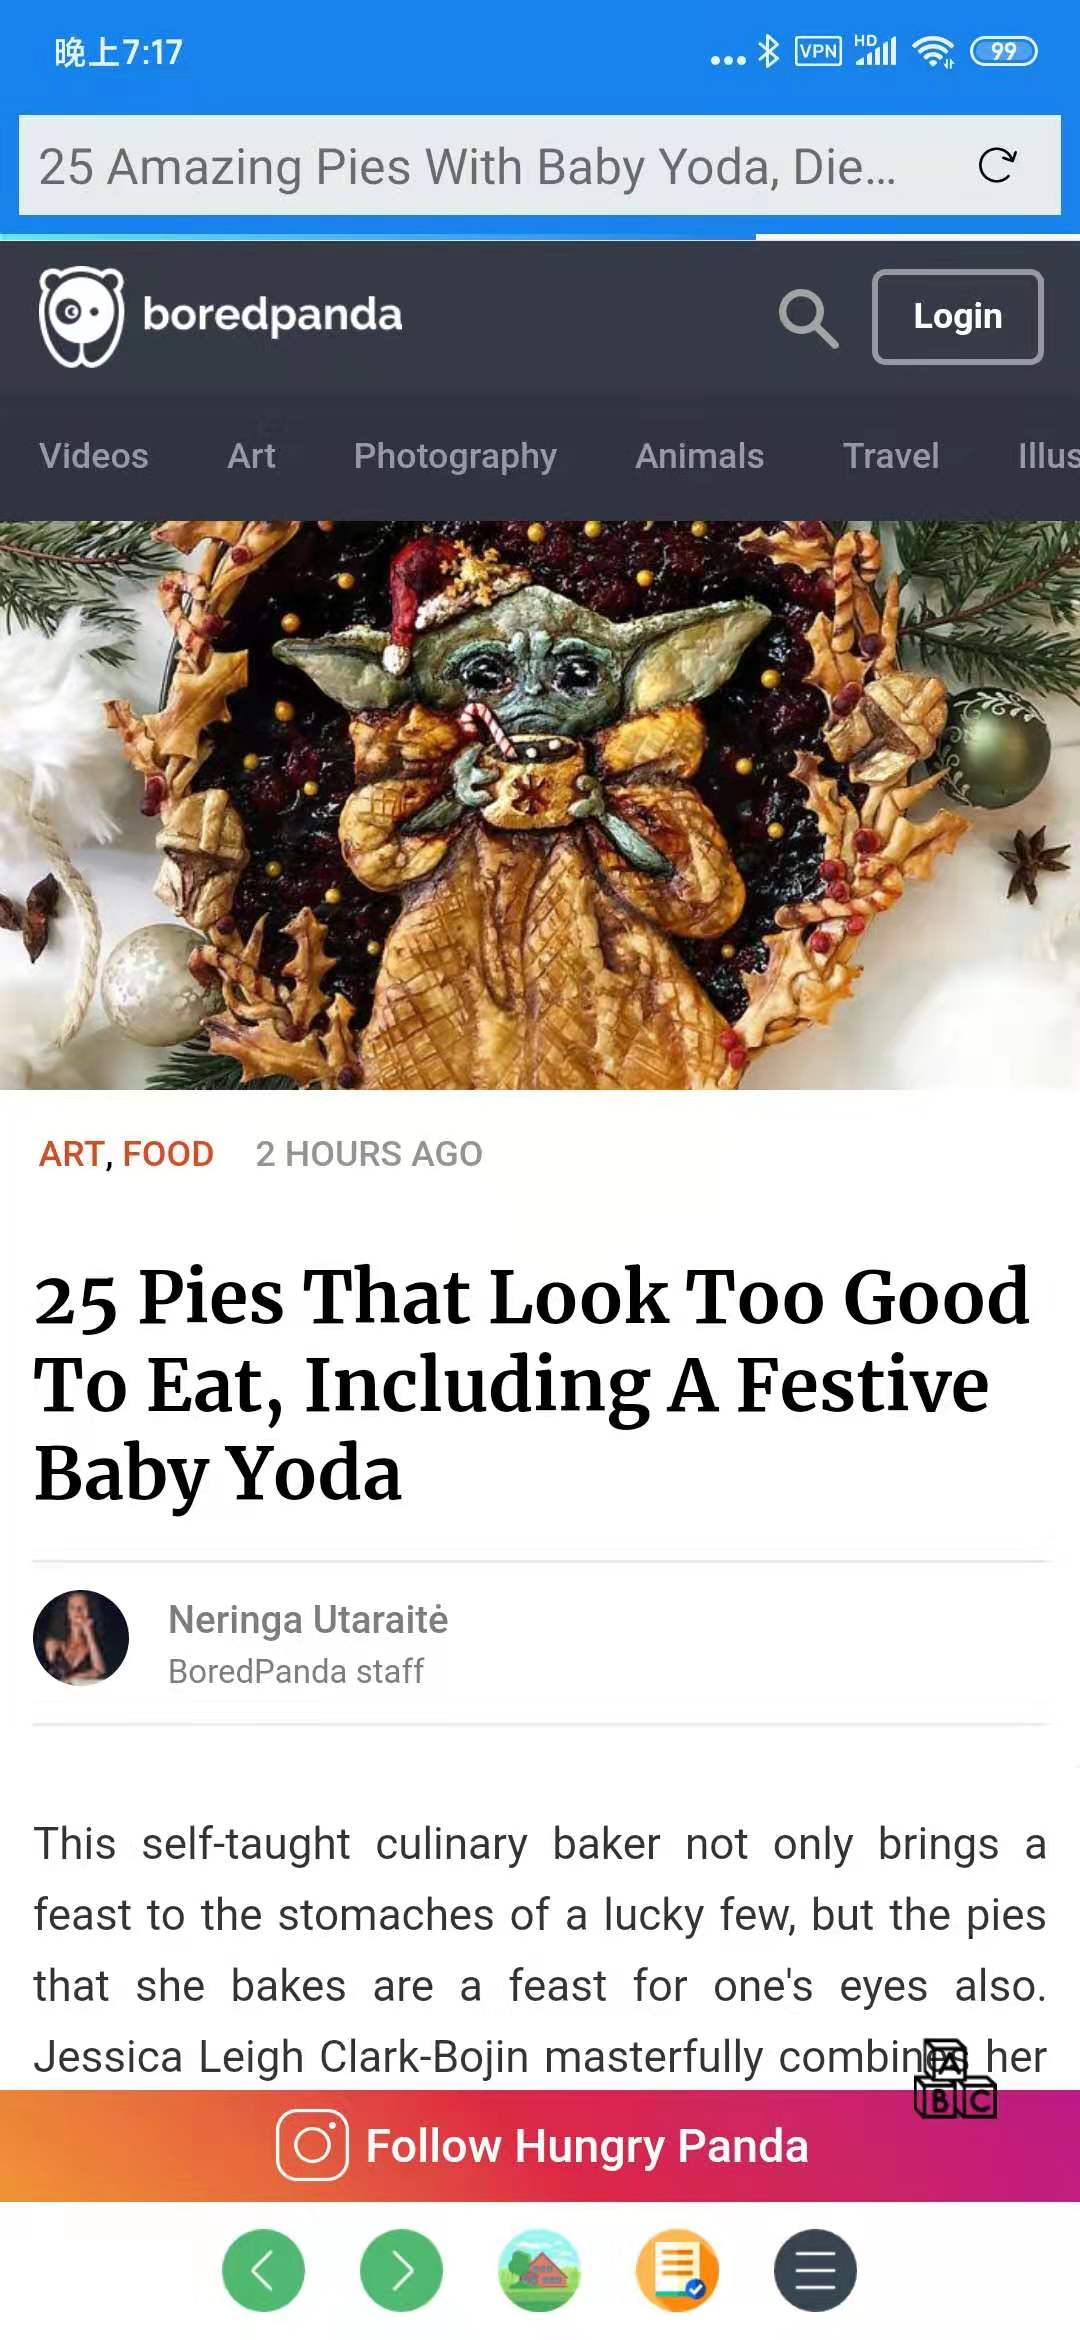 晚上7:17
VPN
HD
99
25 Amazing Pies With Baby Yoda, Die...
boredpanda
Login
Videos Art Photography Animals Travel Illus
ART, FOOD 2 HOURS AGO
25 Pies That Look Too Good
To Eat, Including A Festive
Baby Yoda
Neringa Utaraitė
BoredPanda staff
This self-taught culinary baker not only brings a
feast to the stomaches of a lucky few, but the pies
that she bakes are a feast for one's eyes also.
Jessica Leigh Clark-Bojin masterfully combines her
A
B C
Follow Hungry Panda